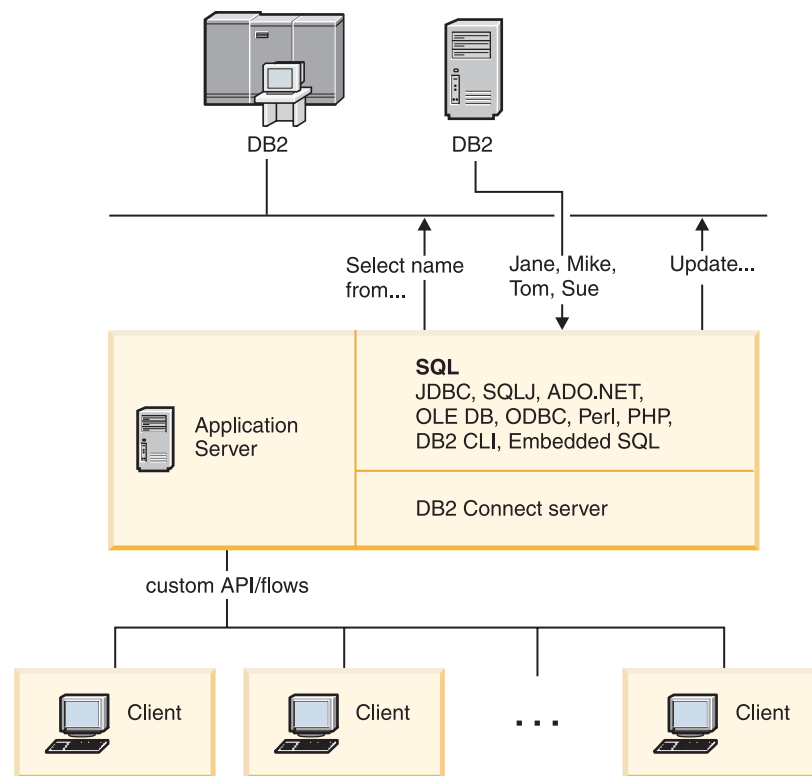 DB2
DB2
Select name
from...
Jane, Mike,
Tom, Sue
Update...
Application
Server
SQL
JDBC, SQLJ, ADO.NET,
OLE DB, ODBC, Perl, PHP,
DB2 CLI, Embedded SQL
DB2 Connect server
custom API/flows
Client
Client
...
Client